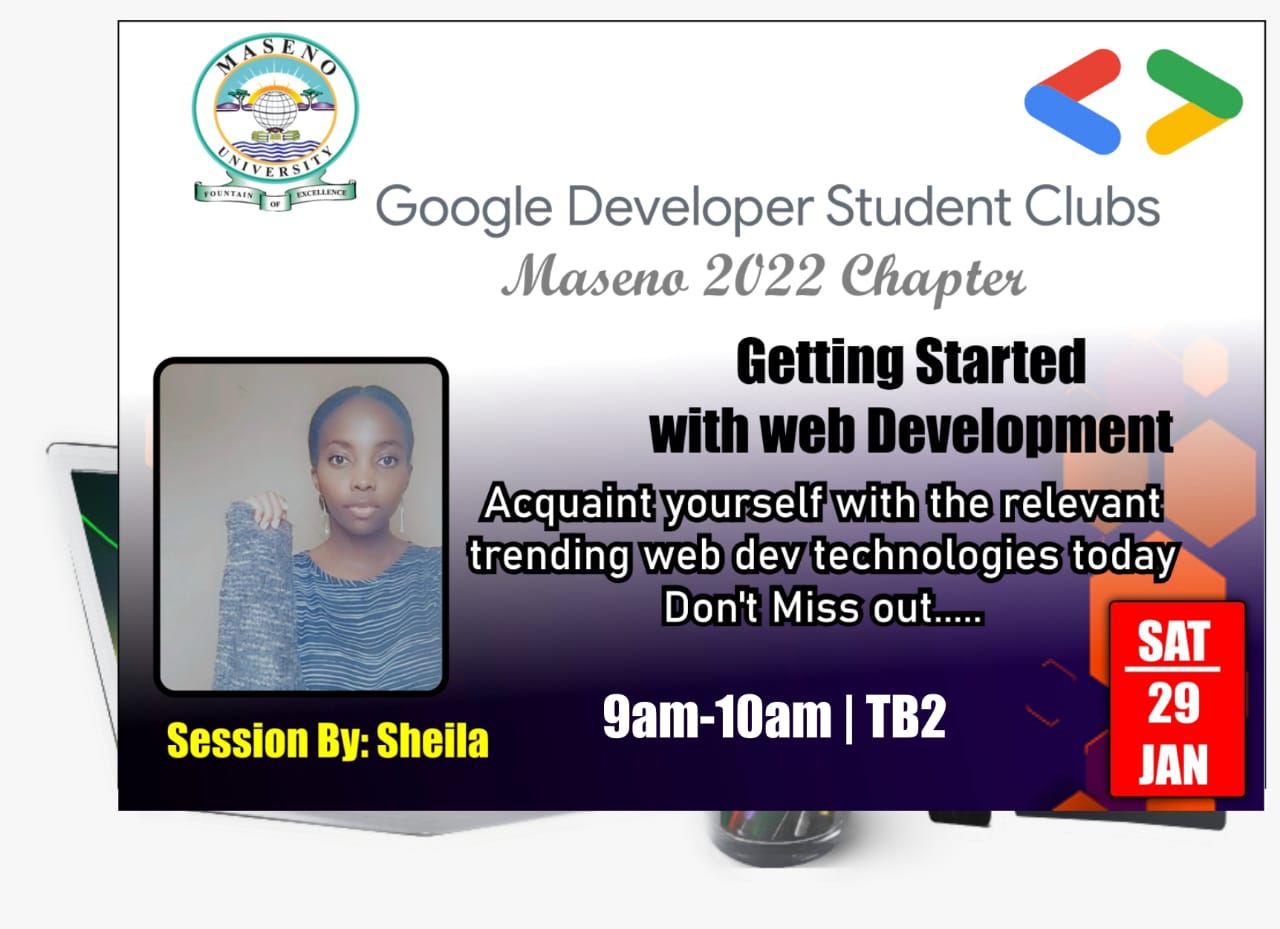 MASENO
UNIVERSITY
FOUNTAIN OF EXCELLENCE
Google Developer Student Clubs
Maseno 2022 Chapter
Getting Started
with web Development
Acquaint yourself with the relevant
trending web dev technologies today
Don't Miss out.....
SAT
29
JAN
9am-10am | TB2
Session By: Sheila